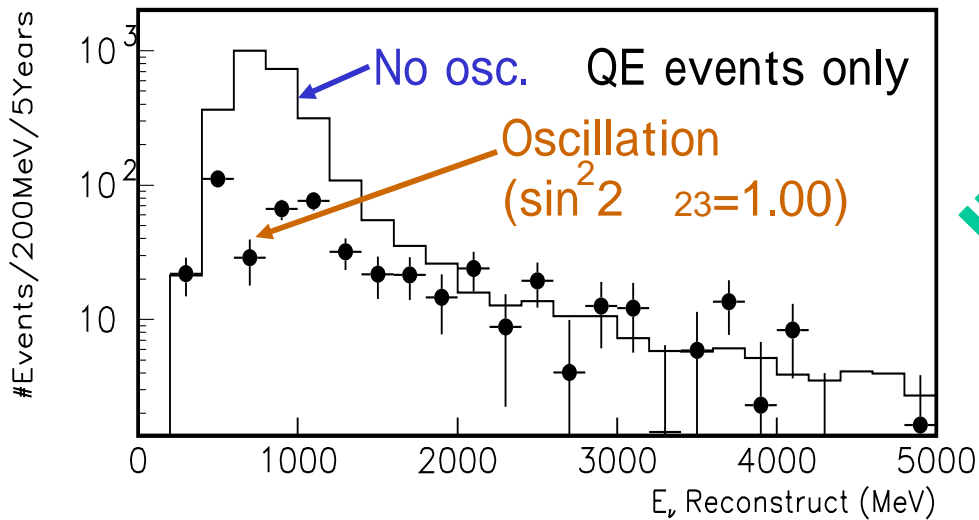 No osc. QE events only
Oscillation
(sin²2 23=1.00)
#Events/200MeV/5Years
10³
10²
10
0 1000 2000 3000 4000 5000
Eν Reconstruct (MeV)